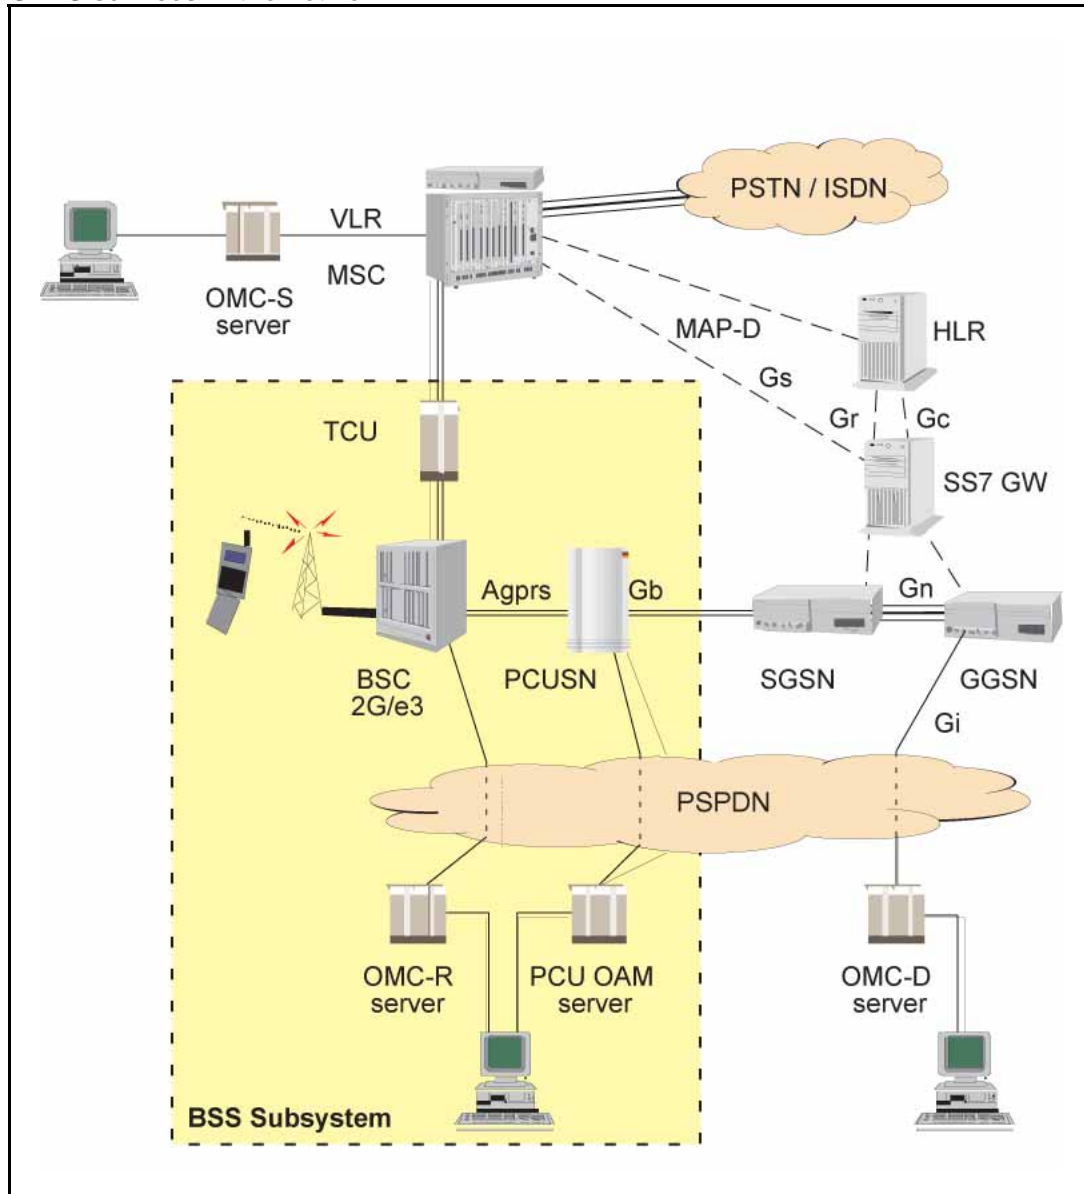 PSTN / ISDN
VLR
MSC
OMC-S
server
MAP-D
HLR
Gs
Gr
Gc
TCU
SS7 GW
Agprs
Gb
Gn
BSC
2G/e3
PCUSN
SGSN
GGSN
Gi
PSPDN
OMC-R
server
PCU OAM
server
OMC-D
server
BSS Subsystem